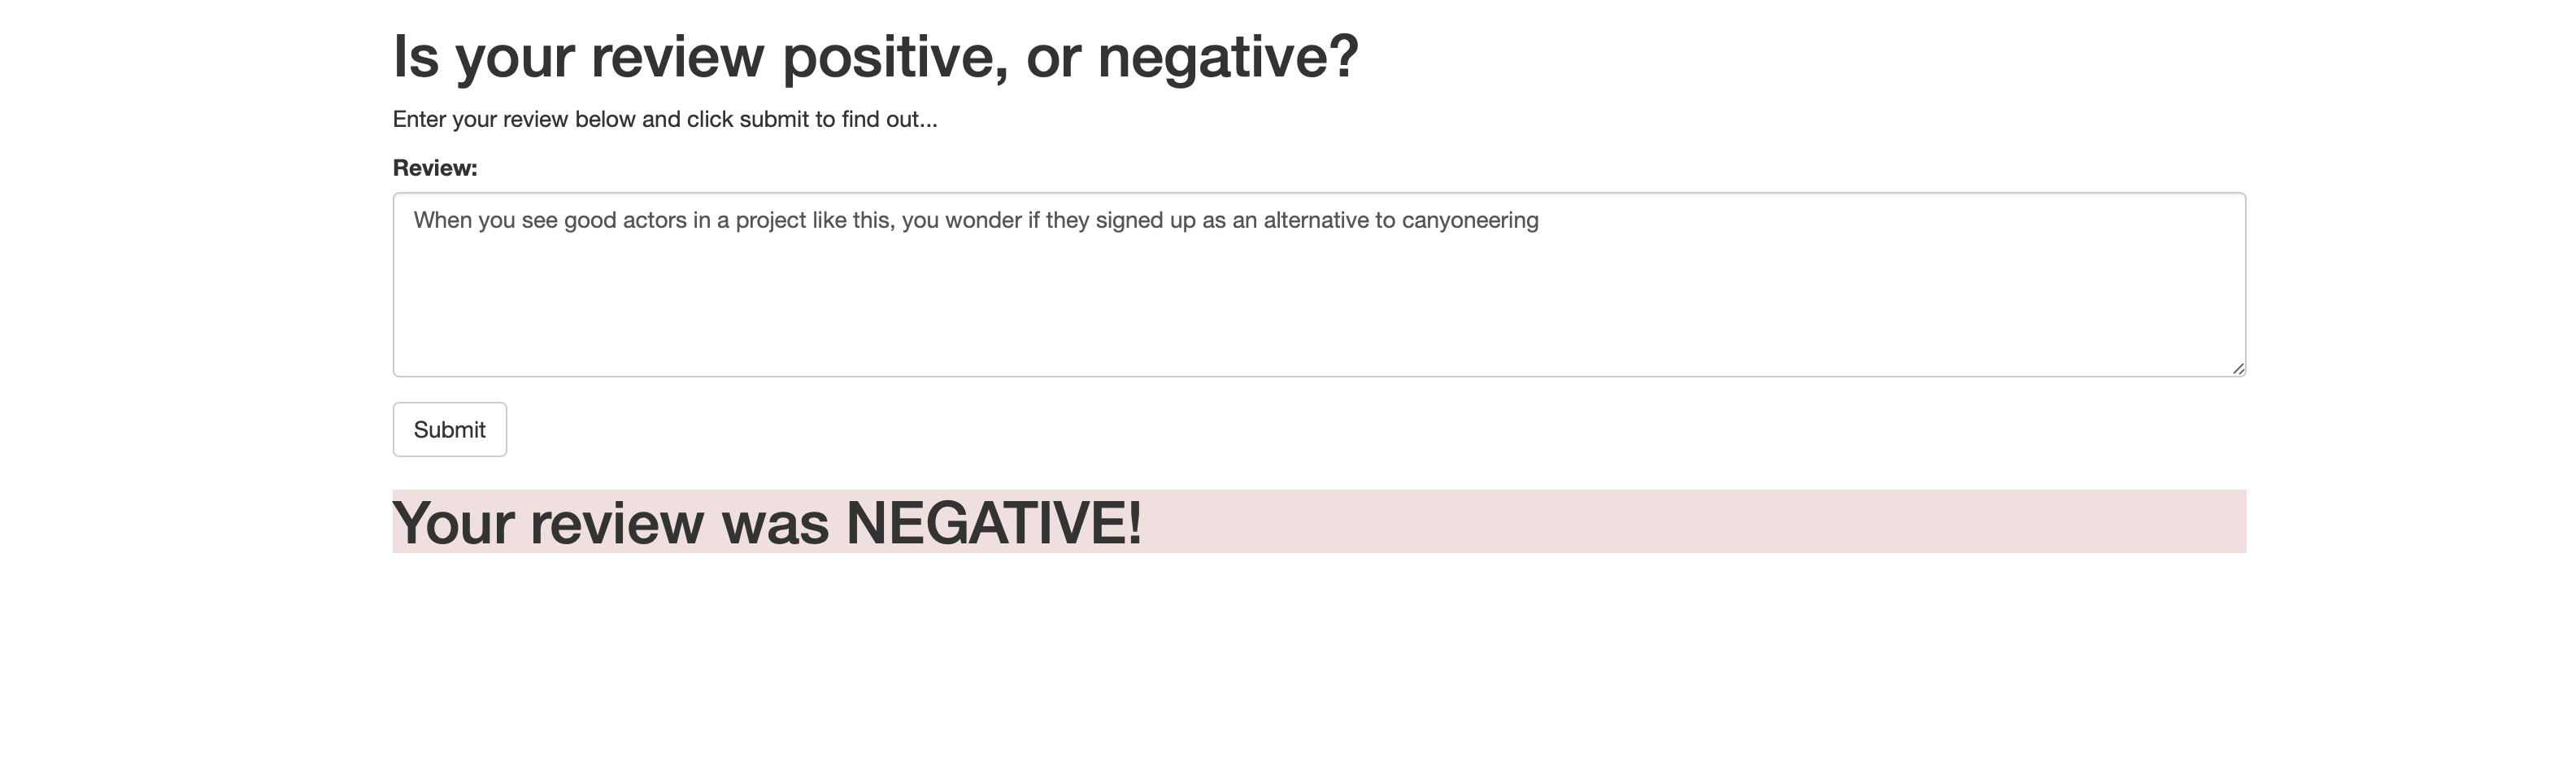 Is your review positive, or negative?
Enter your review below and click submit to find out...
Review:
When you see good actors in a project like this, you wonder if they signed up as an alternative to canyoneering
Submit
Your review was NEGATIVE!